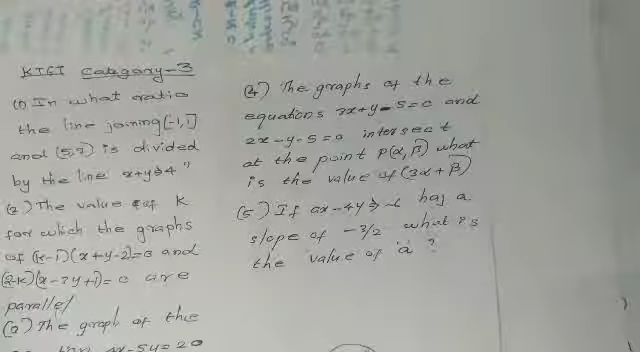 KTGT Category-3
(1) In what ratio
the line joining [-1,1]
and (5,7) is divided
by the line x+y=4 ?
(2) The value of K
for which the graphs
of (k-1)(x+y-2)=0 and
(2-k)(x-7y+1)=0 are
parallel
(3) The graph of the
4x-5y=20
(4) The graphs of the
equations 7x+y-5=0 and
2x-y-5=0 intersect
at the point P(α,β) what
is the value of (3α+β)
(5) If ax-4y=-6 has a
slope of -3/2 what is
the value of 'a' ?